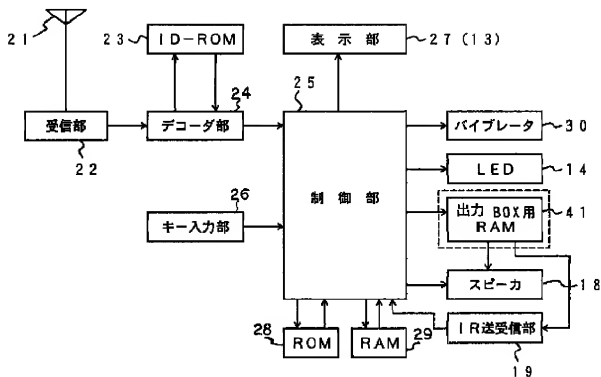 21
23
ID-ROM
表示部
27(13)
25
24
受信部
デコーダ部
22
バイブレータ
30
LED
14
26
キー入力部
制御部
出力 BOX用
RAM
41
スピーカ
18
28
ROM
RAM
29
IR送受信部
19